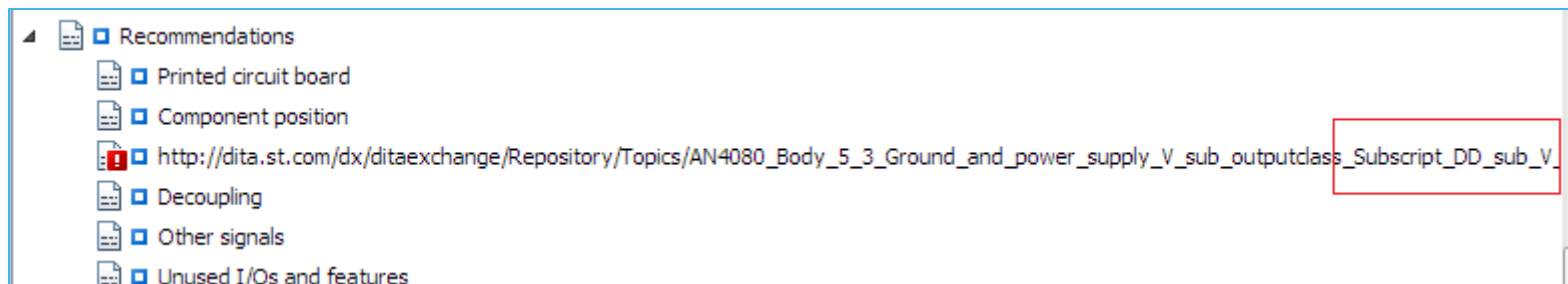 Recommendations
Printed circuit board
Component position
http://dita.st.com/dx/ditaexchange/Repository/Topics/AN4080_Body_5_3_Ground_and_power_supply_V_sub_outputclass_Subscript_DD_sub_V_
Decoupling
Other signals
Unused I/Os and features